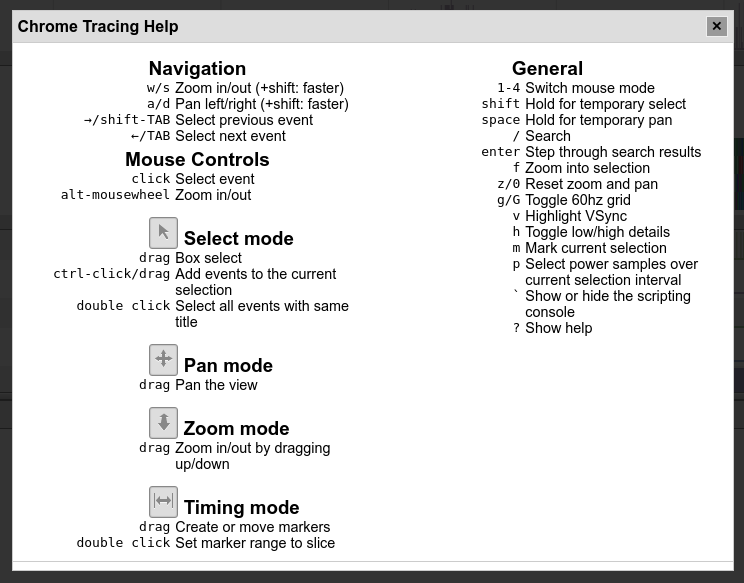 Chrome Tracing Help
×
Navigation
w/s Zoom in/out (+shift: faster)
a/d Pan left/right (+shift: faster)
→/shift-TAB Select previous event
←/TAB Select next event
Mouse Controls
click Select event
alt-mousewheel Zoom in/out
Select mode
drag Box select
ctrl-click/drag Add events to the current
selection
double click Select all events with same
title
Pan mode
drag Pan the view
Zoom mode
drag Zoom in/out by dragging
up/down
Timing mode
drag Create or move markers
double click Set marker range to slice
General
1-4 Switch mouse mode
shift Hold for temporary select
space Hold for temporary pan
/ Search
enter Step through search results
f Zoom into selection
z/0 Reset zoom and pan
g/G Toggle 60hz grid
v Highlight VSync
h Toggle low/high details
m Mark current selection
p Select power samples over
current selection interval
` Show or hide the scripting
console
? Show help